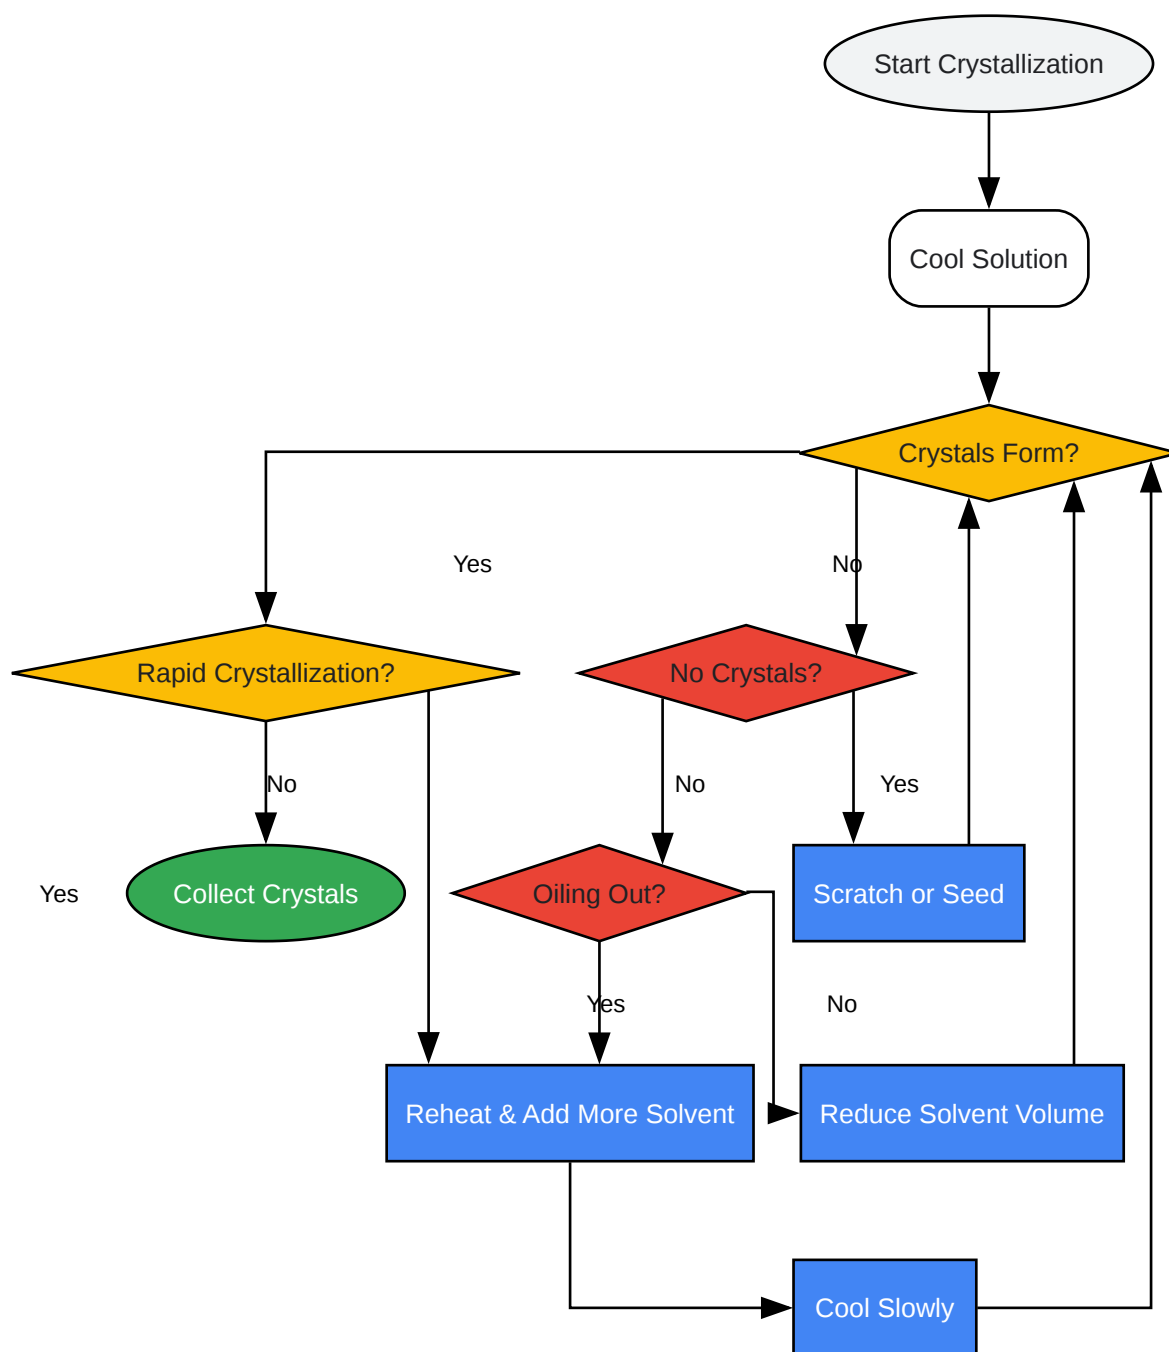 Start Crystallization
Cool Solution
Crystals Form?
Yes
No
Rapid Crystallization?
No Crystals?
No
No
Yes
Yes
Collect Crystals
Oiling Out?
Scratch or Seed
Yes
No
Reheat & Add More Solvent
Reduce Solvent Volume
Cool Slowly